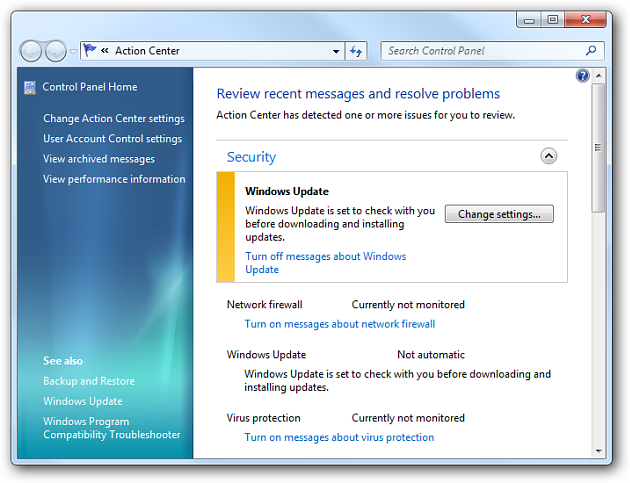 « Action Center
Search Control Panel
Control Panel Home
Change Action Center settings
User Account Control settings
View archived messages
View performance information
See also
Backup and Restore
Windows Update
Windows Program
Compatibility Troubleshooter
?
Review recent messages and resolve problems
Action Center has detected one or more issues for you to review.
Security
Windows Update
Windows Update is set to check with you
before downloading and installing
updates.
Change settings...
Turn off messages about Windows
Update
Network firewall Currently not monitored
Turn on messages about network firewall
Windows Update Not automatic
Windows Update is set to check with you before downloading and
installing updates.
Virus protection Currently not monitored
Turn on messages about virus protection